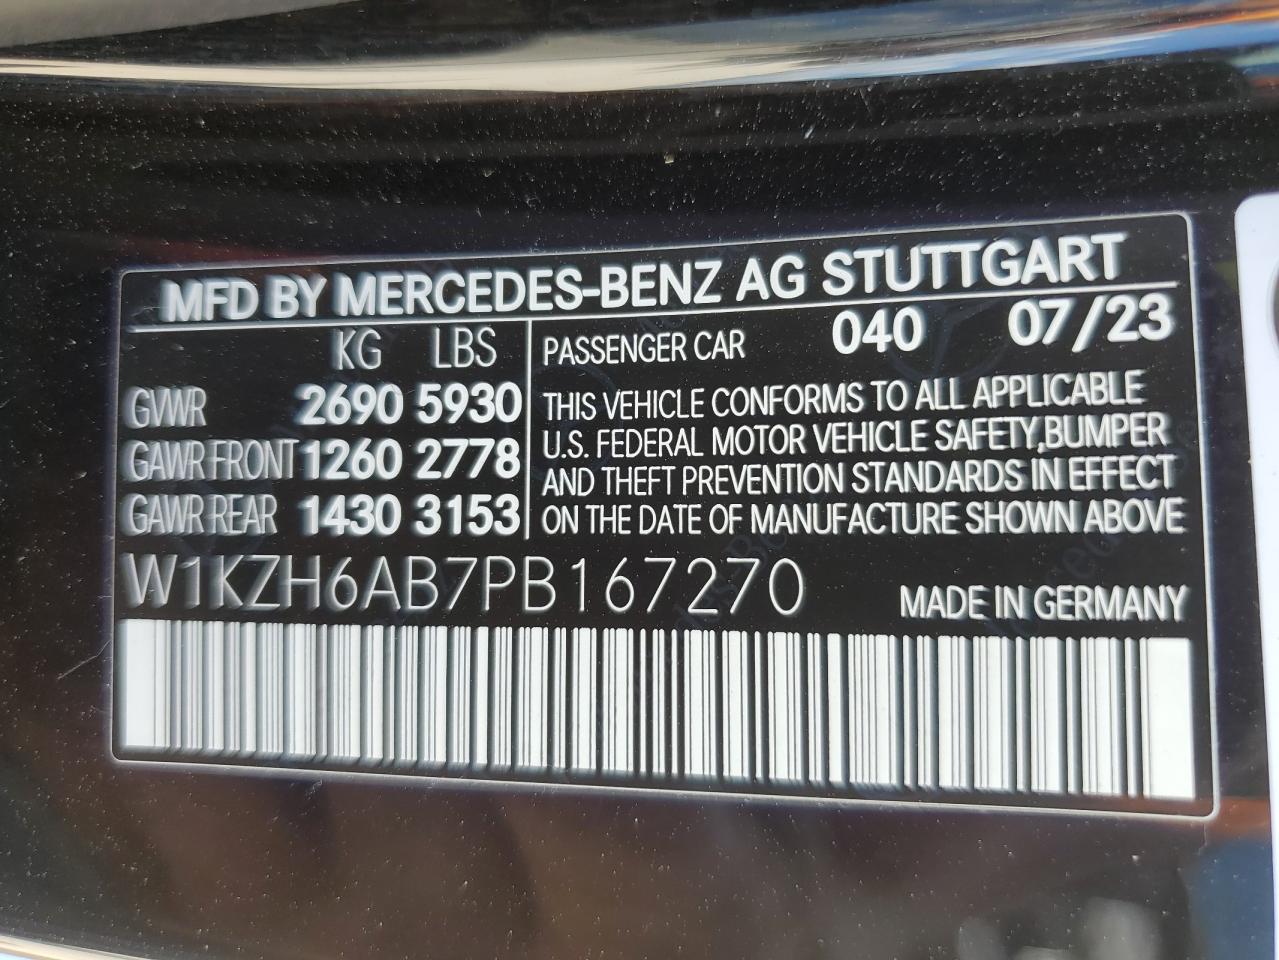 MFD BY MERCEDES-BENZ AG STUTTGART
KG LBS
GVWR 2690 5930
GAWR FRONT 1260 2778
GAWR REAR 1430 3153
PASSENGER CAR 040 07/23
THIS VEHICLE CONFORMS TO ALL APPLICABLE
U.S. FEDERAL MOTOR VEHICLE SAFETY,BUMPER
AND THEFT PREVENTION STANDARDS IN EFFECT
ON THE DATE OF MANUFACTURE SHOWN ABOVE
W1KZH6AB7PB167270
MADE IN GERMANY